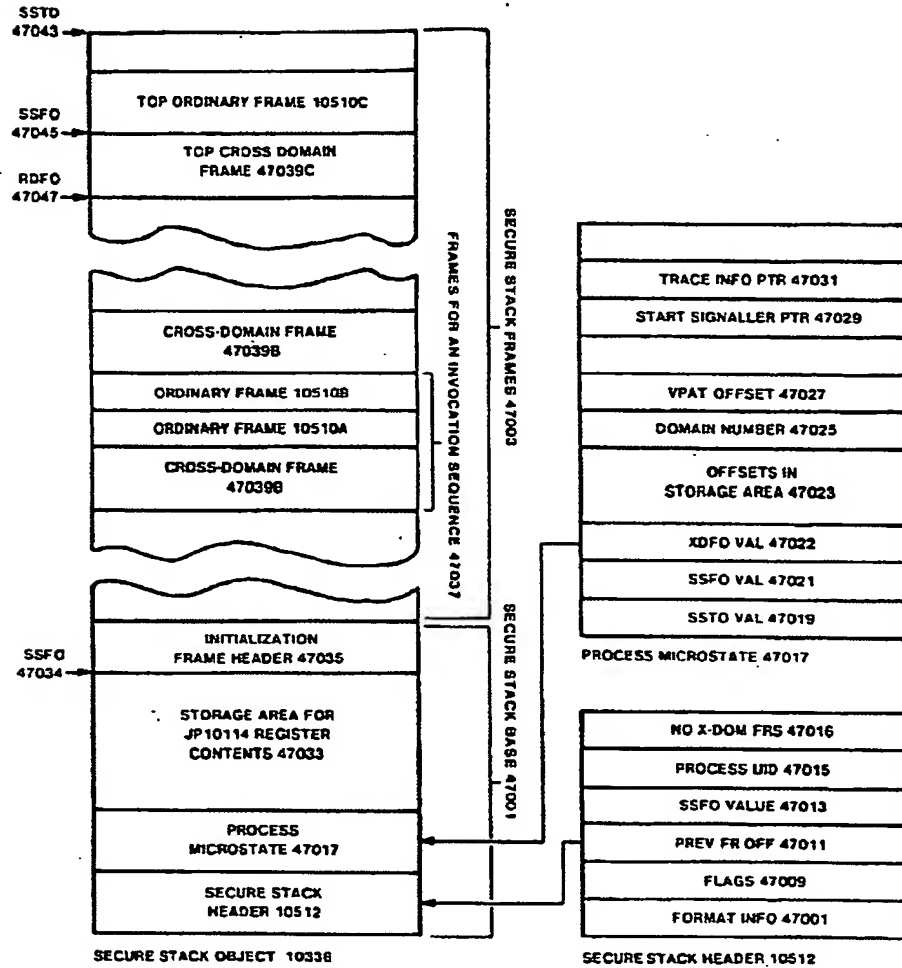 SSTO
47043
TOP ORDINARY FRAME 10510C
SSFO
47045
TOP CROSS DOMAIN
FRAME 47039C
RDFO
47047
CROSS-DOMAIN FRAME
47039B
ORDINARY FRAME 10510B
ORDINARY FRAME 10510A
CROSS-DOMAIN FRAME
47039B
FRAMES FOR AN INVOCATION SEQUENCE 47037
SECURE STACK FRAMES 47003
INITIALIZATION
FRAME HEADER 47035
SSFO
47034
STORAGE AREA FOR
JP10114 REGISTER
CONTENTS 47033
PROCESS
MICROSTATE 47017
SECURE STACK
HEADER 10512
SECURE STACK BASE 47001
SECURE STACK OBJECT 10336
TRACE INFO PTR 47031
START SIGNALLER PTR 47029
VPAT OFFSET 47027
DOMAIN NUMBER 47025
OFFSETS IN
STORAGE AREA 47023
XDFO VAL 47022
SSFO VAL 47021
SSTO VAL 47019
PROCESS MICROSTATE 47017
NO X-DOM FRS 47016
PROCESS UID 47015
SSFO VALUE 47013
PREV FR OFF 47011
FLAGS 47009
FORMAT INFO 47001
SECURE STACK HEADER 10512